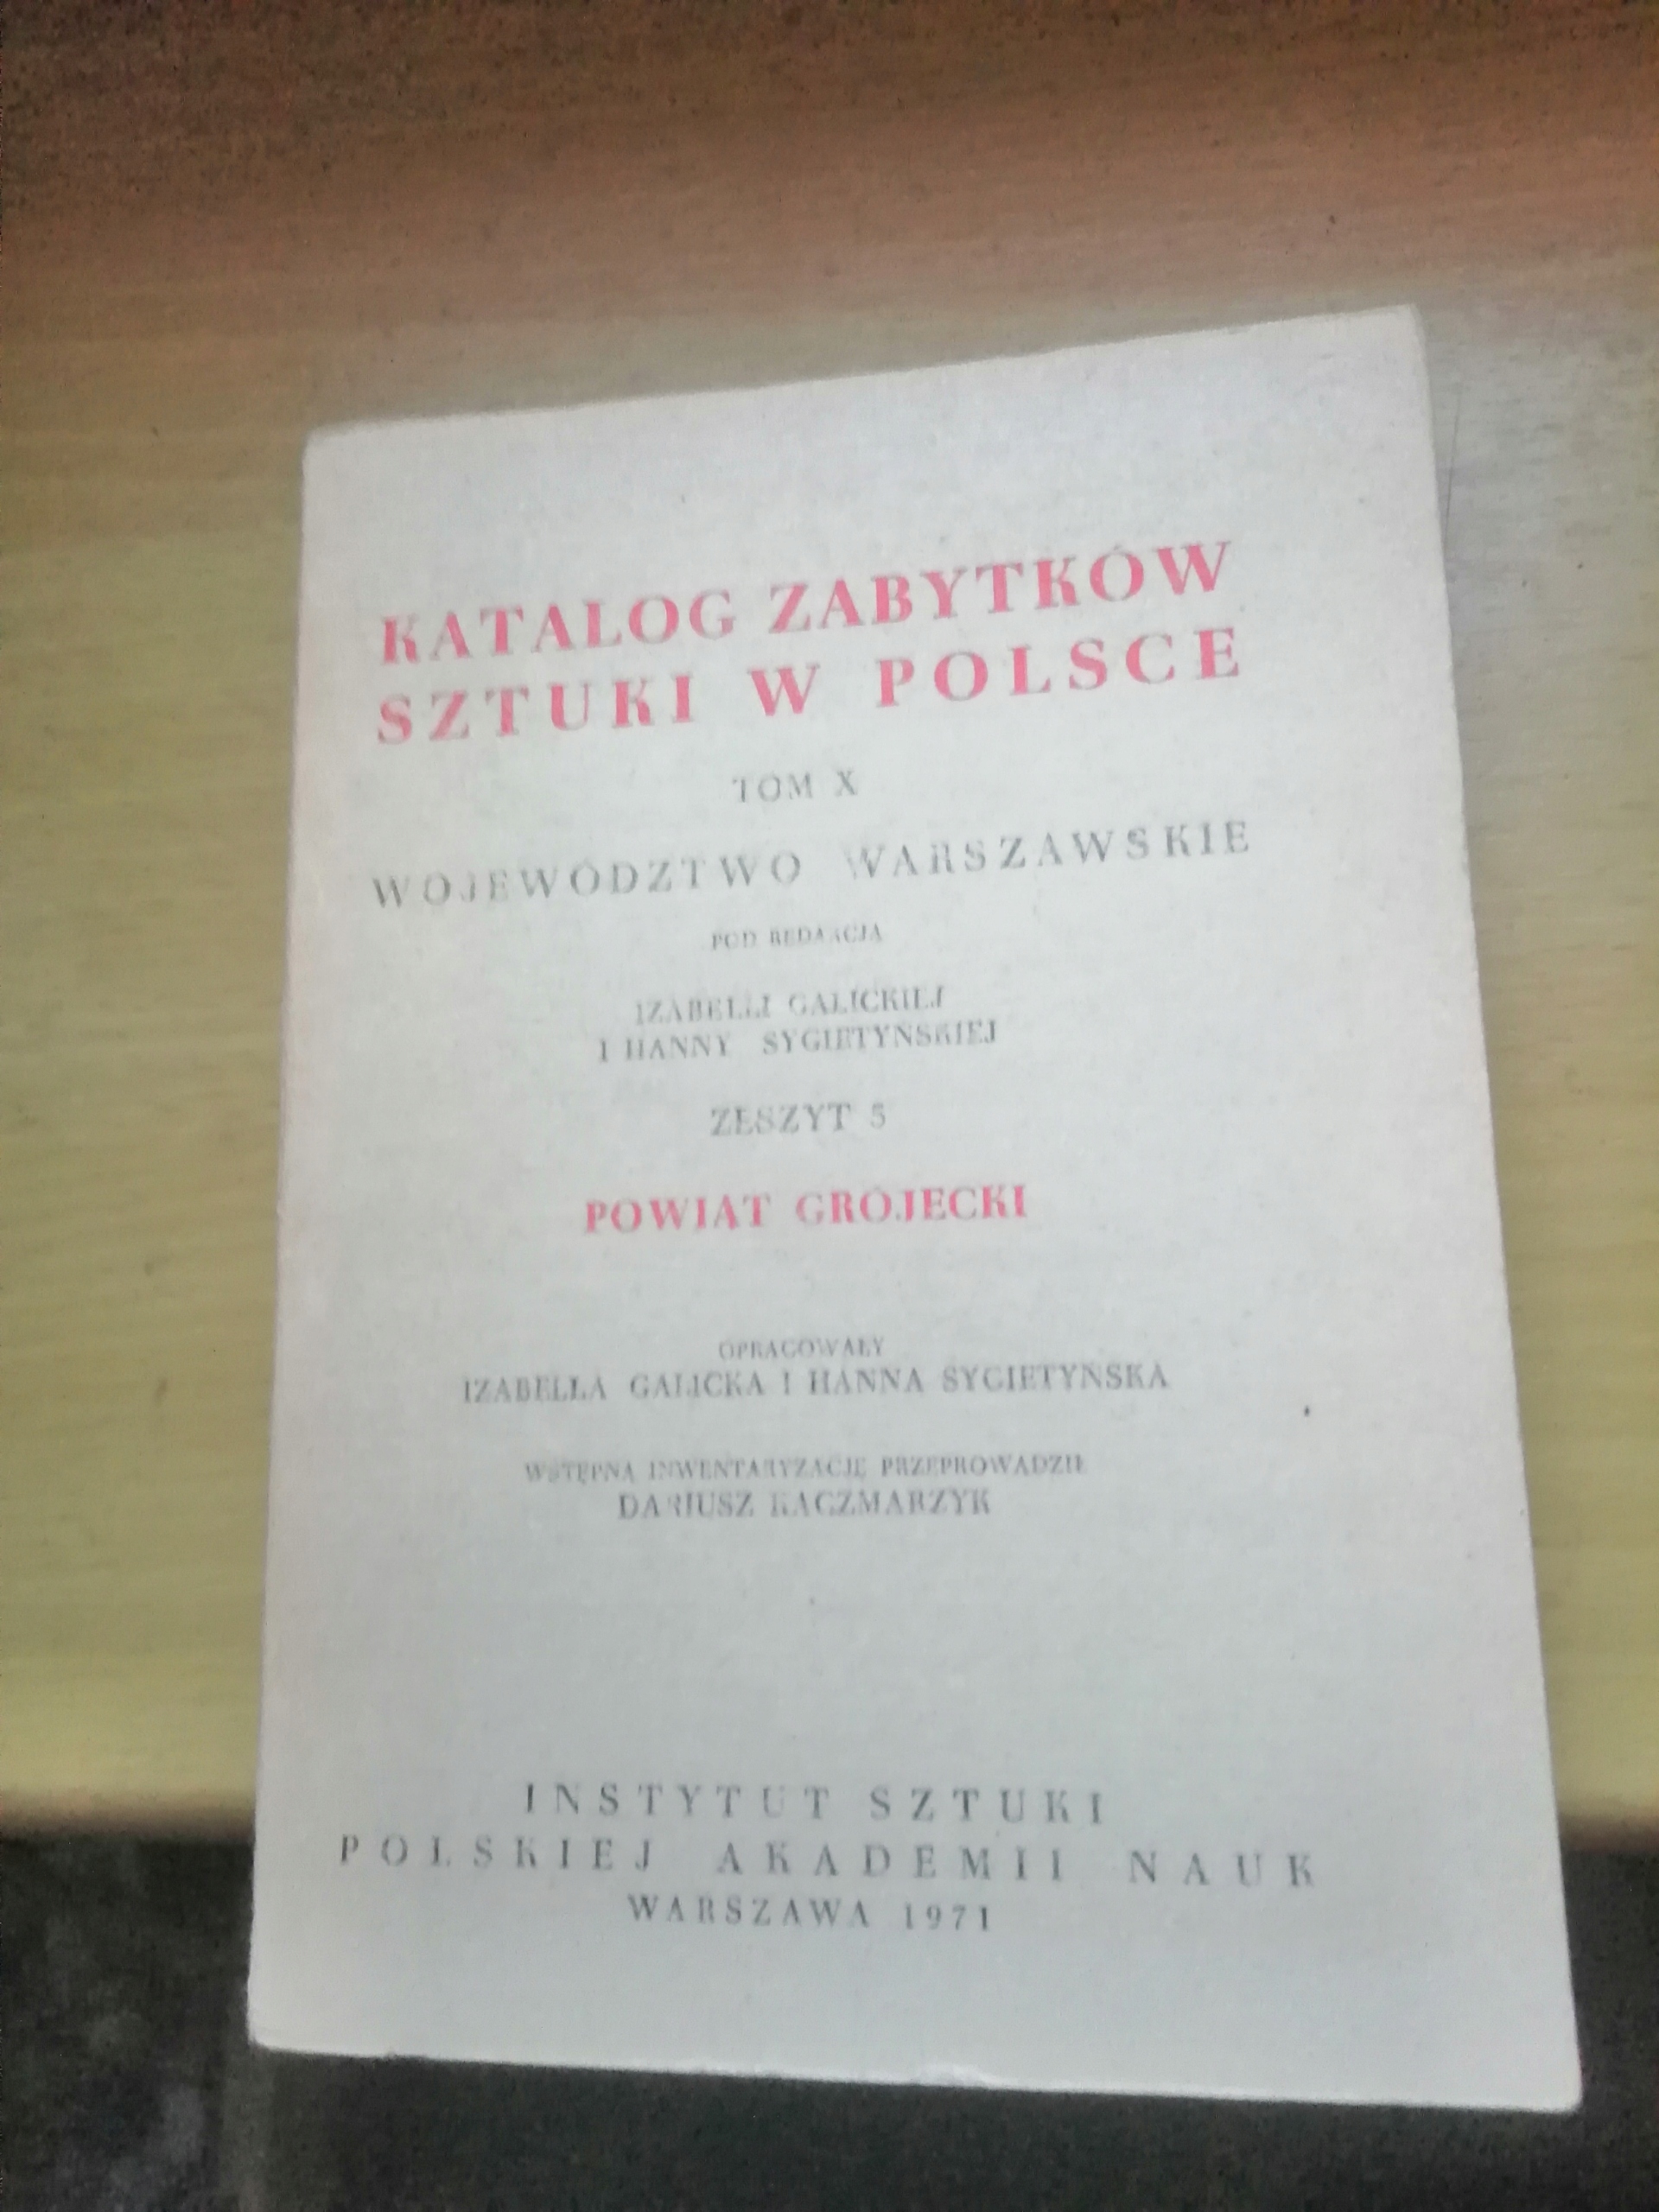 KATALOG ZABYTKÓW
SZTUKI W POLSCE
TOM X
WOJEWÓDZTWO WARSZAWSKIE
POD REDAKCJĄ
IZABELLI GALICKIEJ
I HANNY SYGIETYŃSKIEJ
ZESZYT 5
POWIAT GRÓJECKI
OPRACOWAŁY
IZABELLA GALICKA I HANNA SYGIETYŃSKA
WSTĘPNĄ INWENTARYZACJĘ PRZEPROWADZIŁ
DARIUSZ KACZMARZYK
INSTYTUT SZTUKI
POLSKIEJ AKADEMII NAUK
WARSZAWA 1971